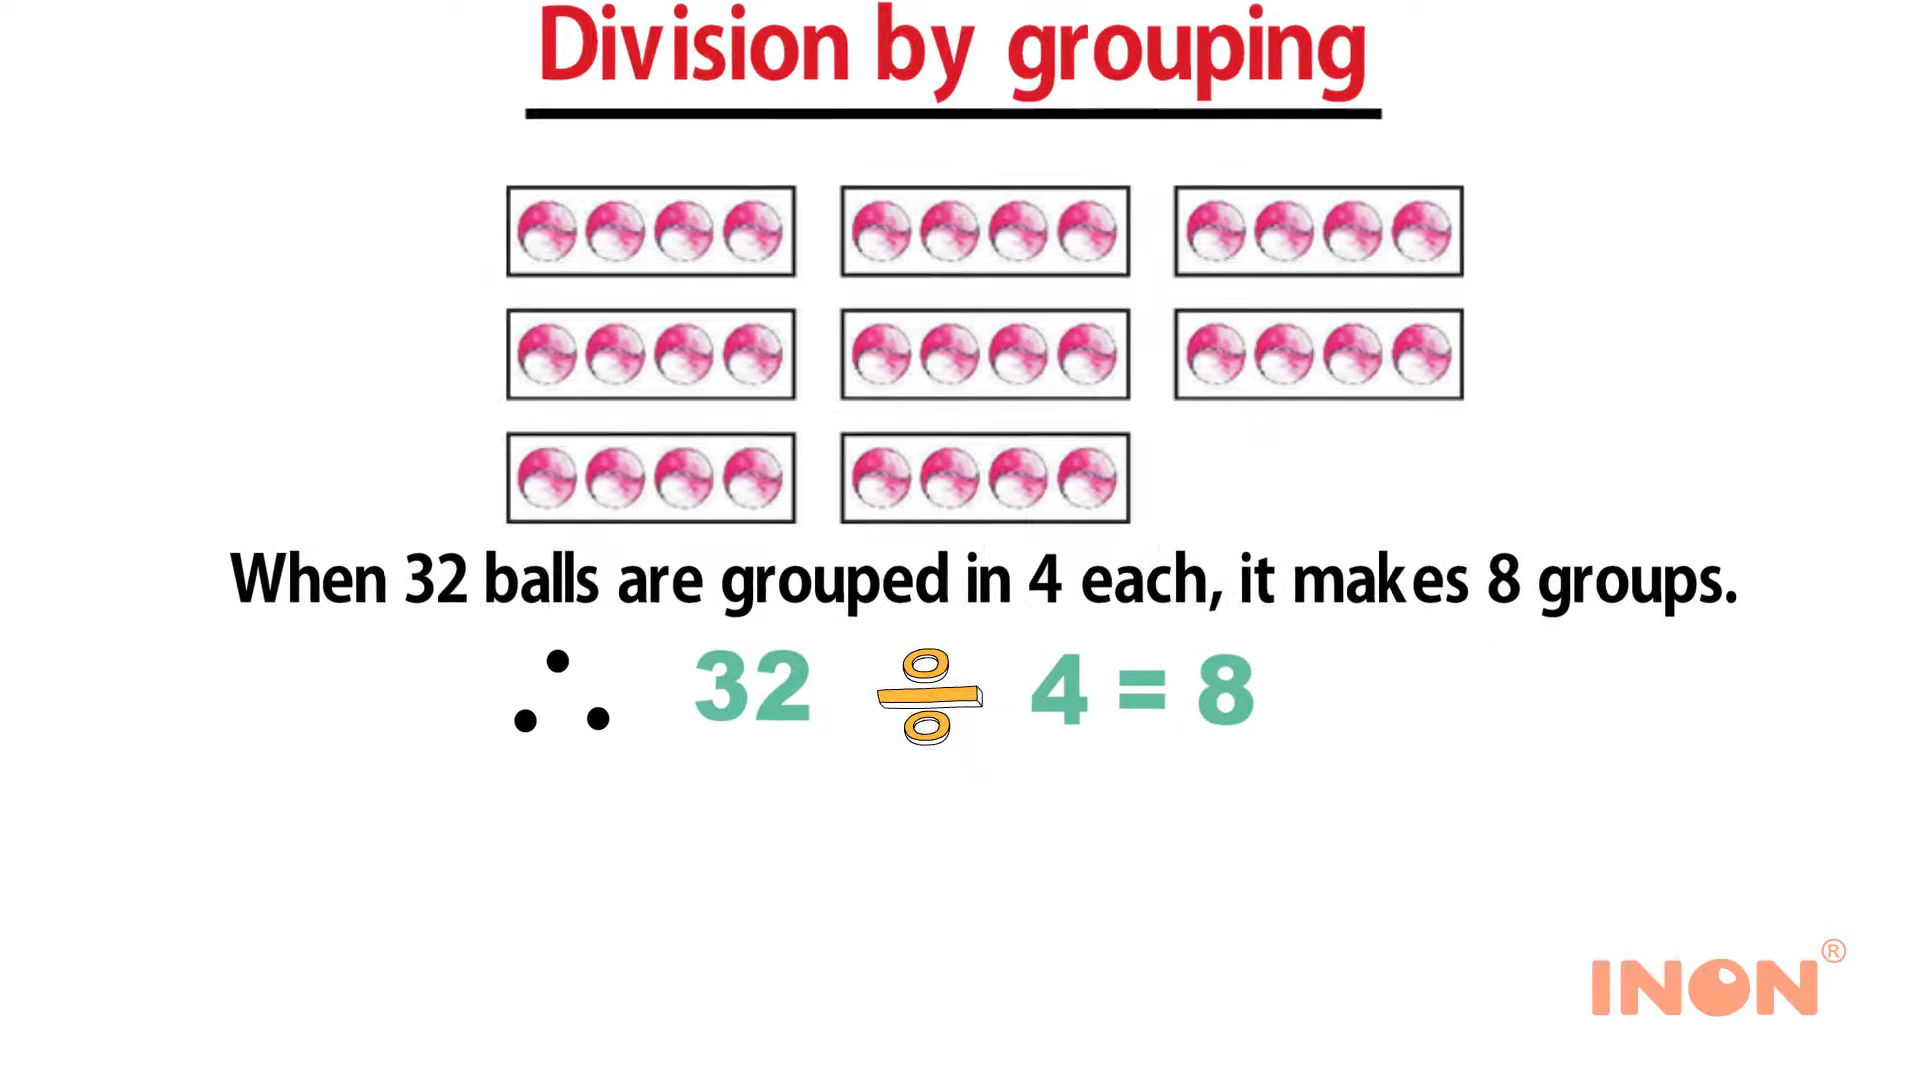 Division by grouping
When 32 balls are grouped in 4 each, it makes 8 groups.
∴ 32 ÷ 4 = 8
INON®